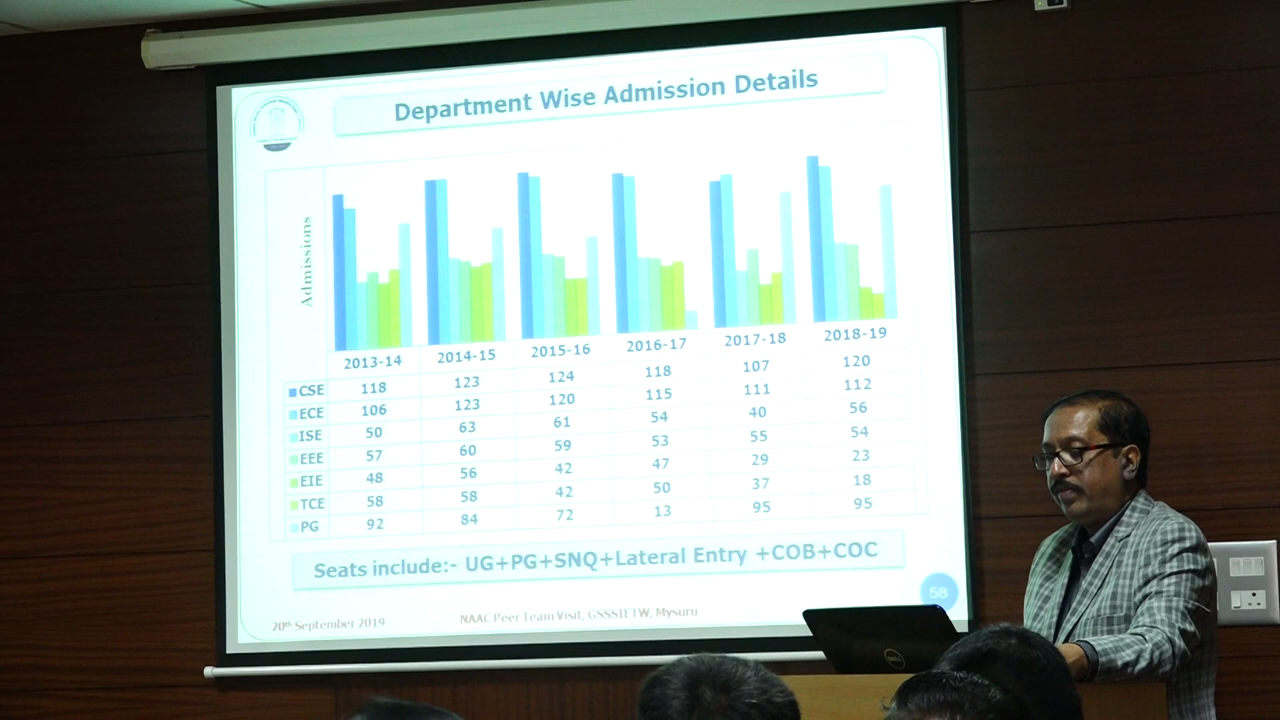 Department Wise Admission Details
Admissions
2013-14 2014-15 2015-16 2016-17 2017-18 2018-19
CSE 118 123 124 118 107 120
ECE 106 123 120 115 111 112
ISE 50 63 61 54 40 56
EEE 57 60 59 53 55 54
EIE 48 56 42 47 29 23
TCE 58 58 42 50 37 18
PG 92 84 72 13 95 95
Seats include:- UG+PG+SNQ+Lateral Entry +COB+COC
58
20th September 2019 NAAC Peer Team Visit, GSSSIETW, Mysuru
DELL